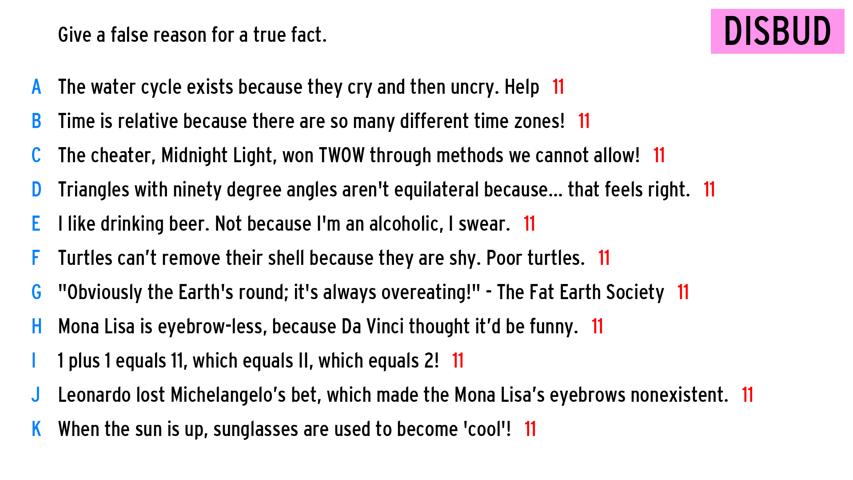 Give a false reason for a true fact.
DISBUD
A The water cycle exists because they cry and then uncry. Help 11
B Time is relative because there are so many different time zones! 11
C The cheater, Midnight Light, won TWOW through methods we cannot allow! 11
D Triangles with ninety degree angles aren't equilateral because... that feels right. 11
E I like drinking beer. Not because I'm an alcoholic, I swear. 11
F Turtles can’t remove their shell because they are shy. Poor turtles. 11
G "Obviously the Earth's round; it's always overeating!" - The Fat Earth Society 11
H Mona Lisa is eyebrow-less, because Da Vinci thought it’d be funny. 11
I 1 plus 1 equals 11, which equals II, which equals 2! 11
J Leonardo lost Michelangelo’s bet, which made the Mona Lisa’s eyebrows nonexistent. 11
K When the sun is up, sunglasses are used to become 'cool'! 11